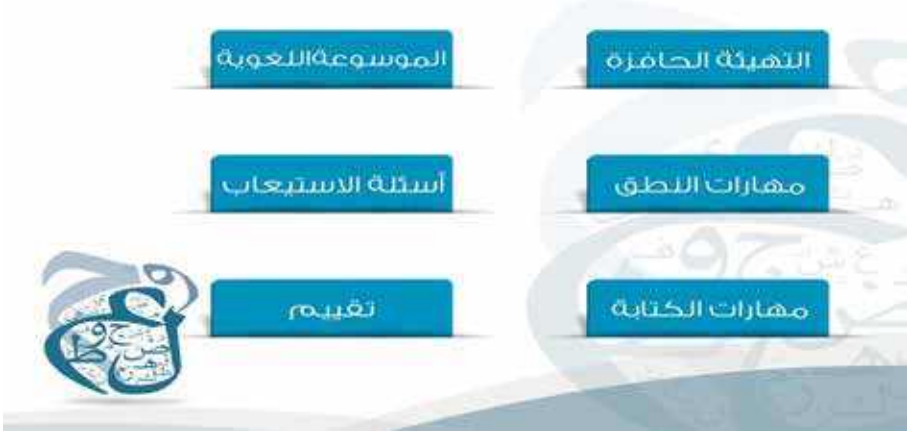 التهيئة الحافزة
الموسوعةاللغوية
مهارات النطق
أسئلة الاستيعاب
مهارات الكتابة
تقييم